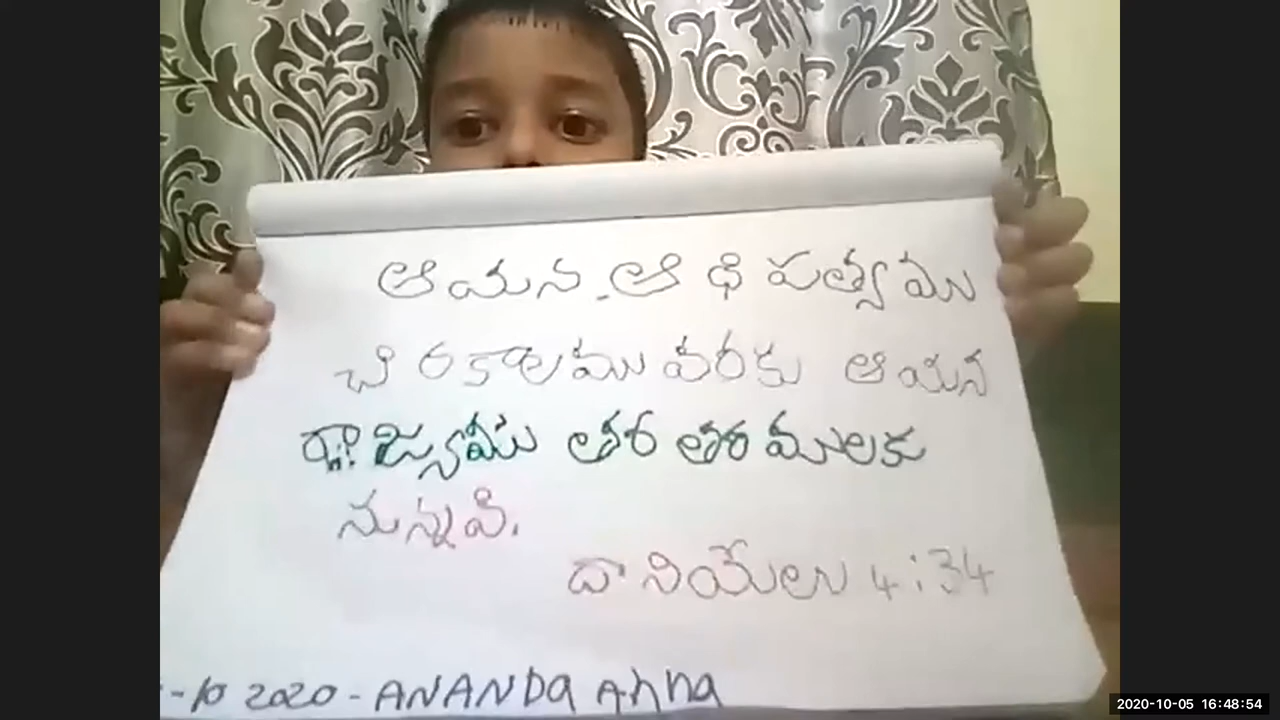 ఆయన ఆధిపత్యము
చిరకాలము వరకు ఆయన
రాజ్యము తరతరములకు
నున్నవి.
దానియేలు 4:34
-10 2020 - ANANDA Anna
2020-10-05 16:48:54